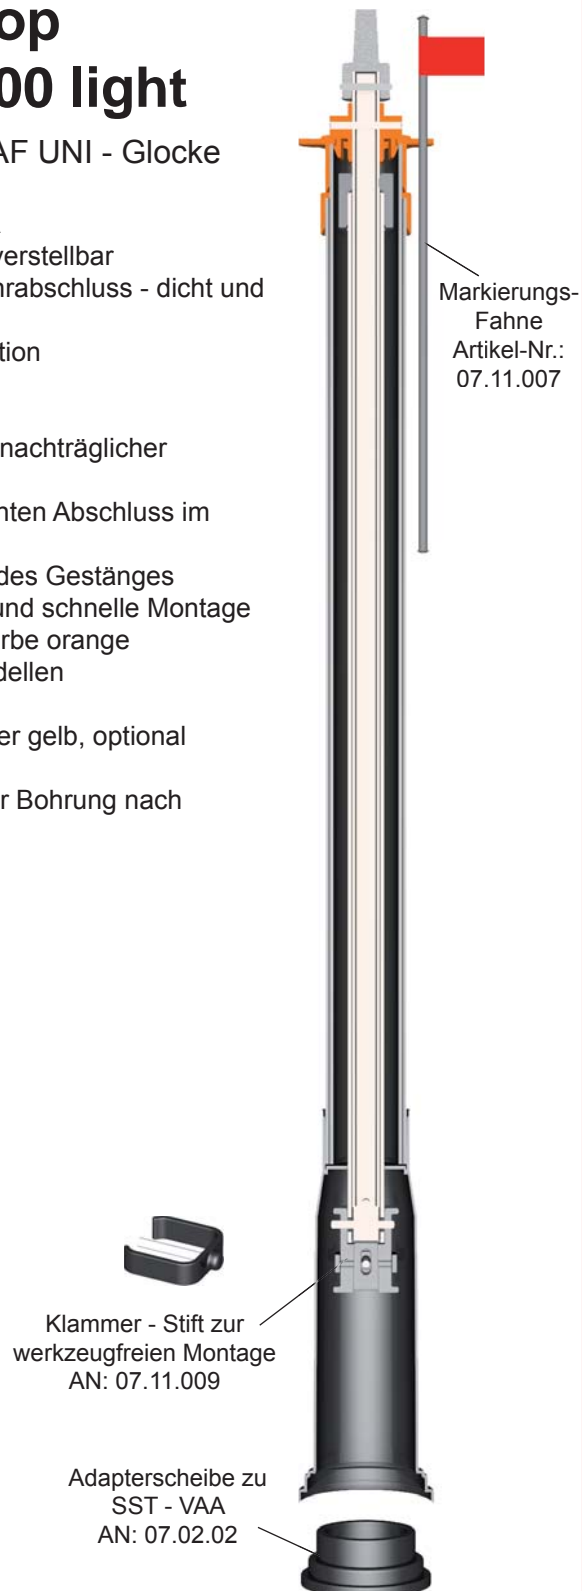 op
00 light
AF UNI - Glocke
verstellbar
rabschluss - dicht und
tion
nachträglicher
nten Abschluss im
des Gestänges
und schnelle Montage
rbe orange
dellen
er gelb, optional
r Bohrung nach
Markierungs-
Fahne
Artikel-Nr.:
07.11.007
Klammer - Stift zur
werkzeugfreien Montage
AN: 07.11.009
Adapterscheibe zu
SST - VAA
AN: 07.02.02